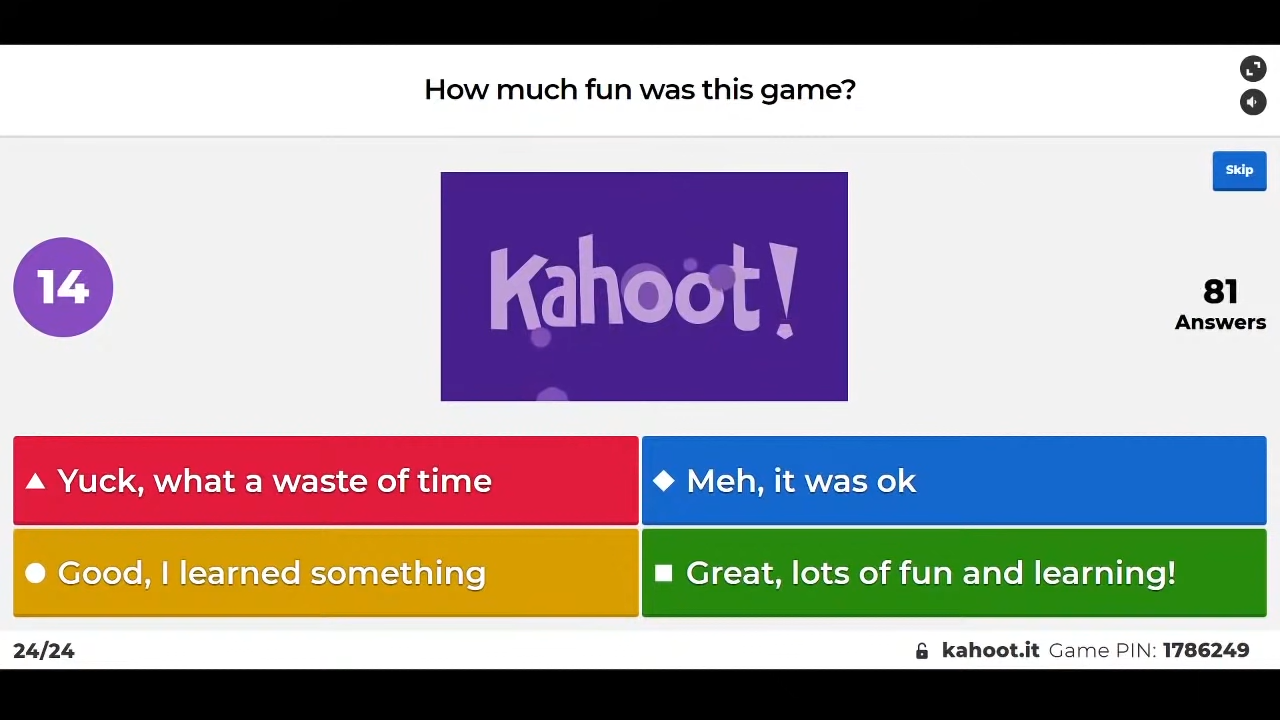 How much fun was this game?
Skip
14
Kahoot!
81
Answers
Yuck, what a waste of time
Meh, it was ok
Good, I learned something
Great, lots of fun and learning!
24/24
kahoot.it Game PIN: 1786249